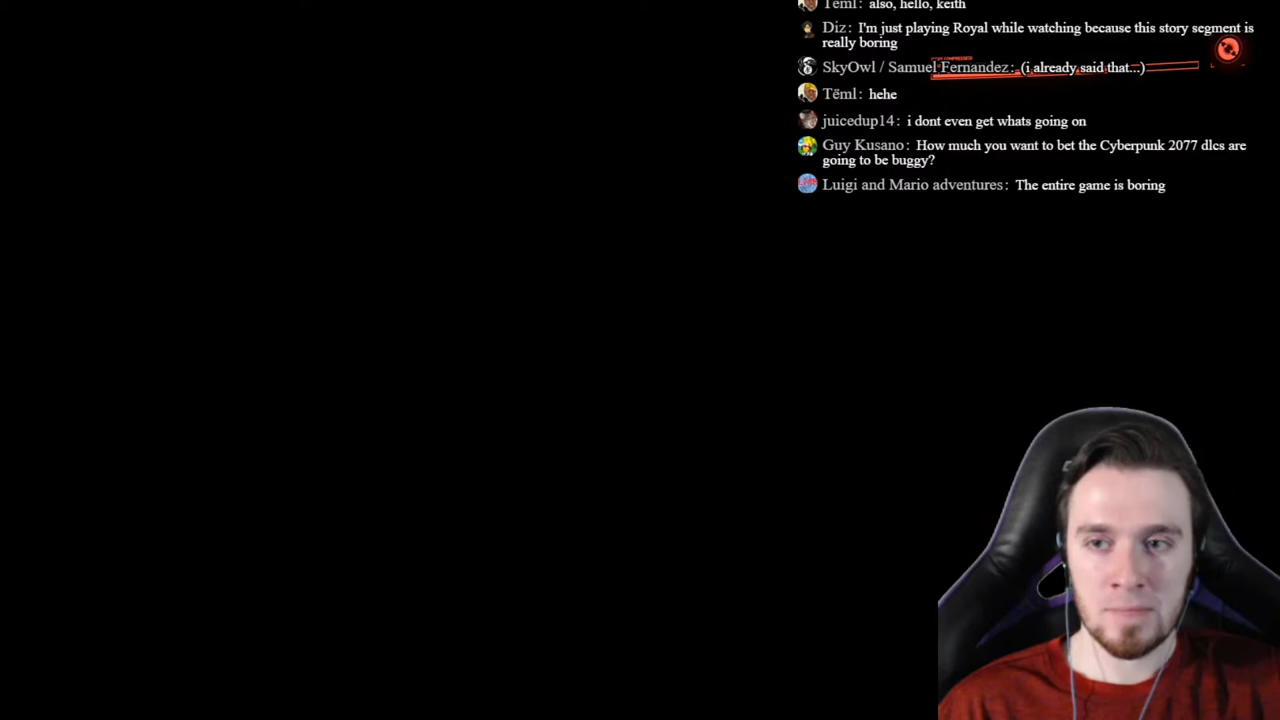 Tëml: also, hello, keith
Diz: I'm just playing Royal while watching because this story segment is
really boring
SkyOwl / Samuel Fernandez: (i already said that...)
Tëml: hehe
juicedup14: i dont even get whats going on
Guy Kusano: How much you want to bet the Cyberpunk 2077 dlcs are
going to be buggy?
Luigi and Mario adventures: The entire game is boring